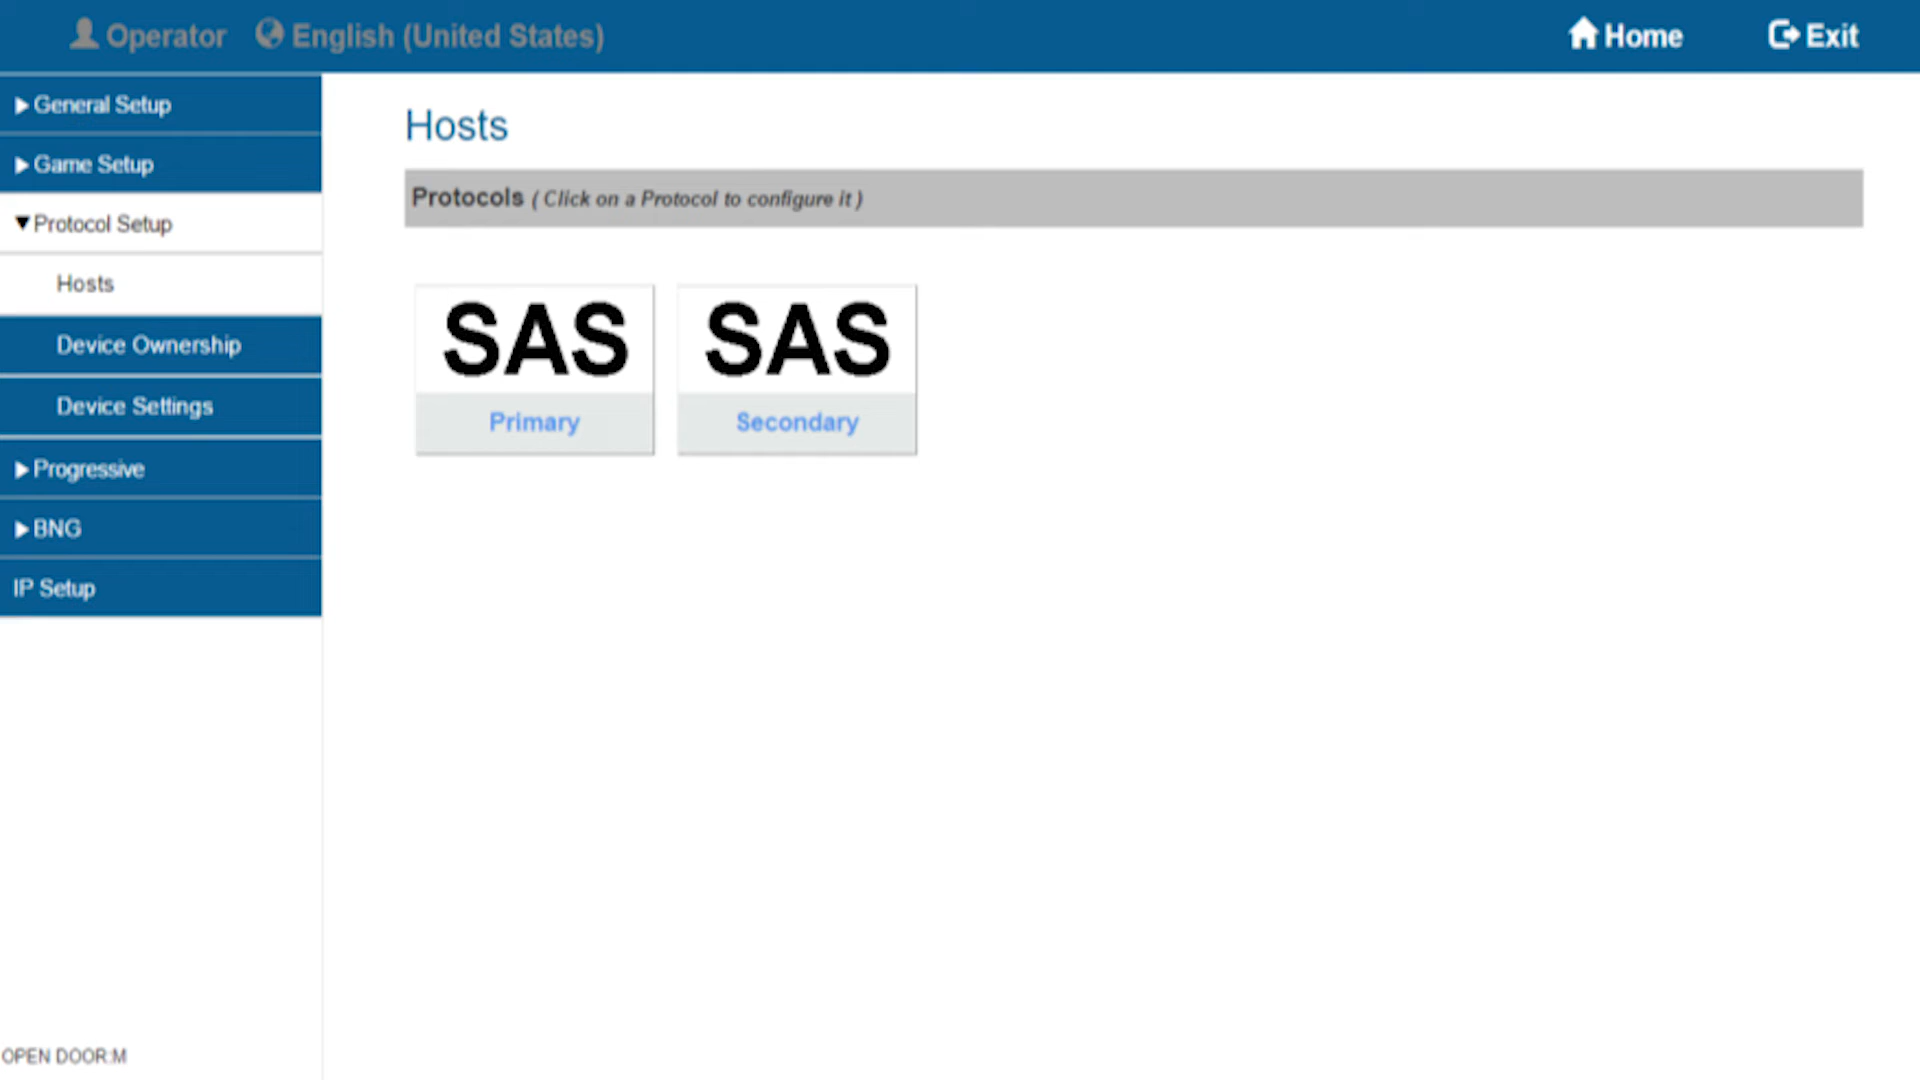 Operator English (United States) Home Exit
General Setup
Game Setup
Protocol Setup
Hosts
Device Ownership
Device Settings
Progressive
BNG
IP Setup
OPEN DOOR:M
Hosts
Protocols ( Click on a Protocol to configure it )
SAS
Primary
SAS
Secondary